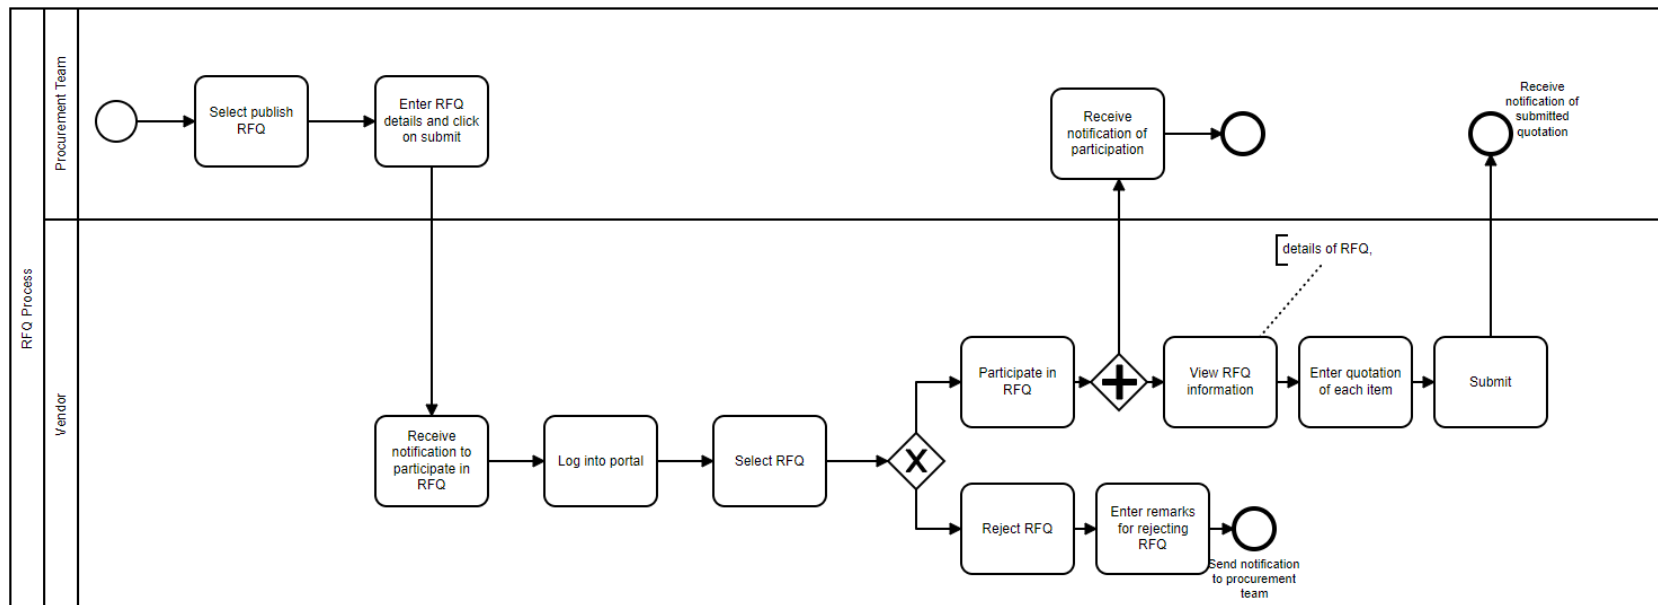 RFQ Process
Procurement Team
Select publish
RFQ
Enter RFQ
details and click
on submit
Receive
notification of
participation
Receive
notification of
submitted
quotation
Vendor
details of RFQ,
Receive
notification to
participate in
RFQ
Log into portal
Select RFQ
Participate in
RFQ
View RFQ
information
Enter quotation
of each item
Submit
Reject RFQ
Enter remarks
for rejecting
RFQ
Send notification
to procurement
team